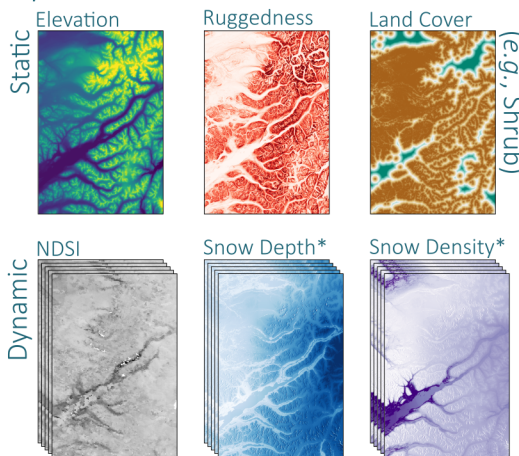 Static
Elevation
Ruggedness
Land Cover
(e.g., Shrub)
Dynamic
NDSI
Snow Depth*
Snow Density*